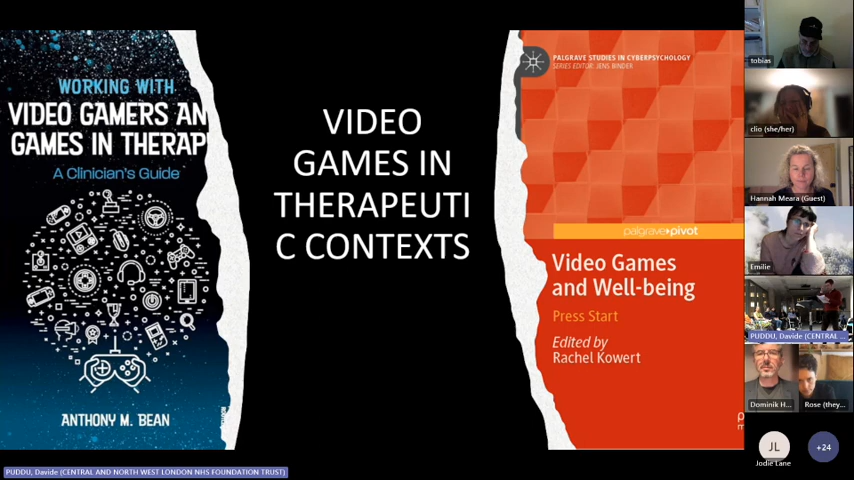 WORKING WITH
VIDEO GAMERS AN
GAMES IN THERAP
A Clinician's Guide
ANTHONY M. BEAN
VIDEO
GAMES IN
THERAPEUTI
C CONTEXTS
PALGRAVE STUDIES IN CYBERPSYCHOLOGY
SERIES EDITOR: JENS BINDER
palgrave pivot
Video Games
and Well-being
Press Start
Edited by
Rachel Kowert
tobias
clio (she/her)
Hannah Meara (Guest)
Emilie
PUDDU, Davide (CENTRAL ...
Dominik H...
Rose (they...
JL
Jodie Lane
+24
PUDDU, Davide (CENTRAL AND NORTH WEST LONDON NHS FOUNDATION TRUST)